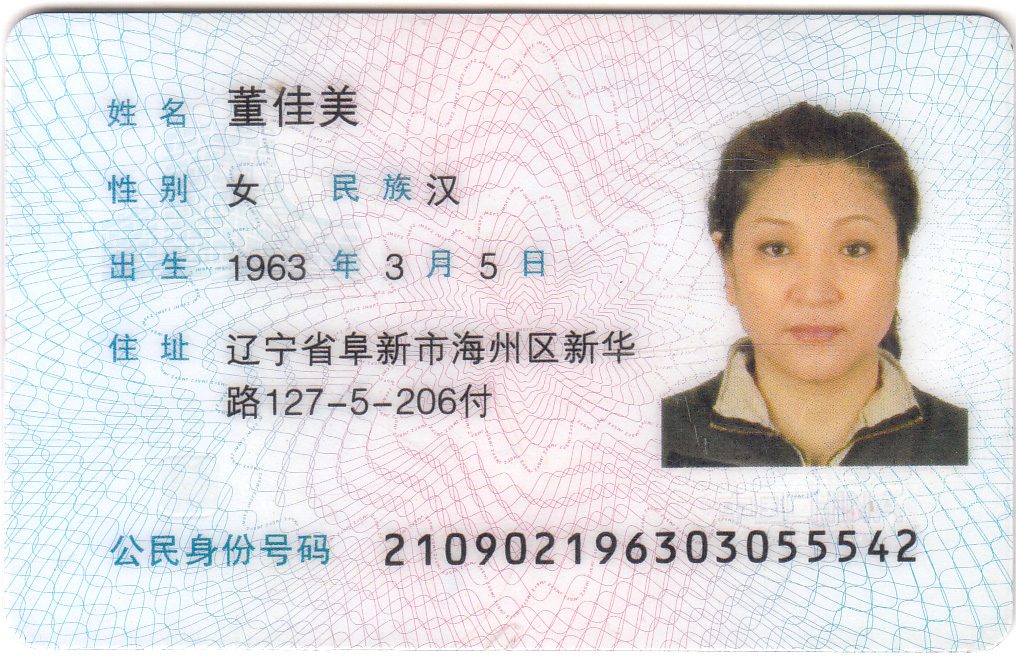 姓名 董佳美
性别 女 民族 汉
出生 1963 年 3 月 5 日
住址 辽宁省阜新市海州区新华
路127-5-206付
公民身份号码 210902196303055542